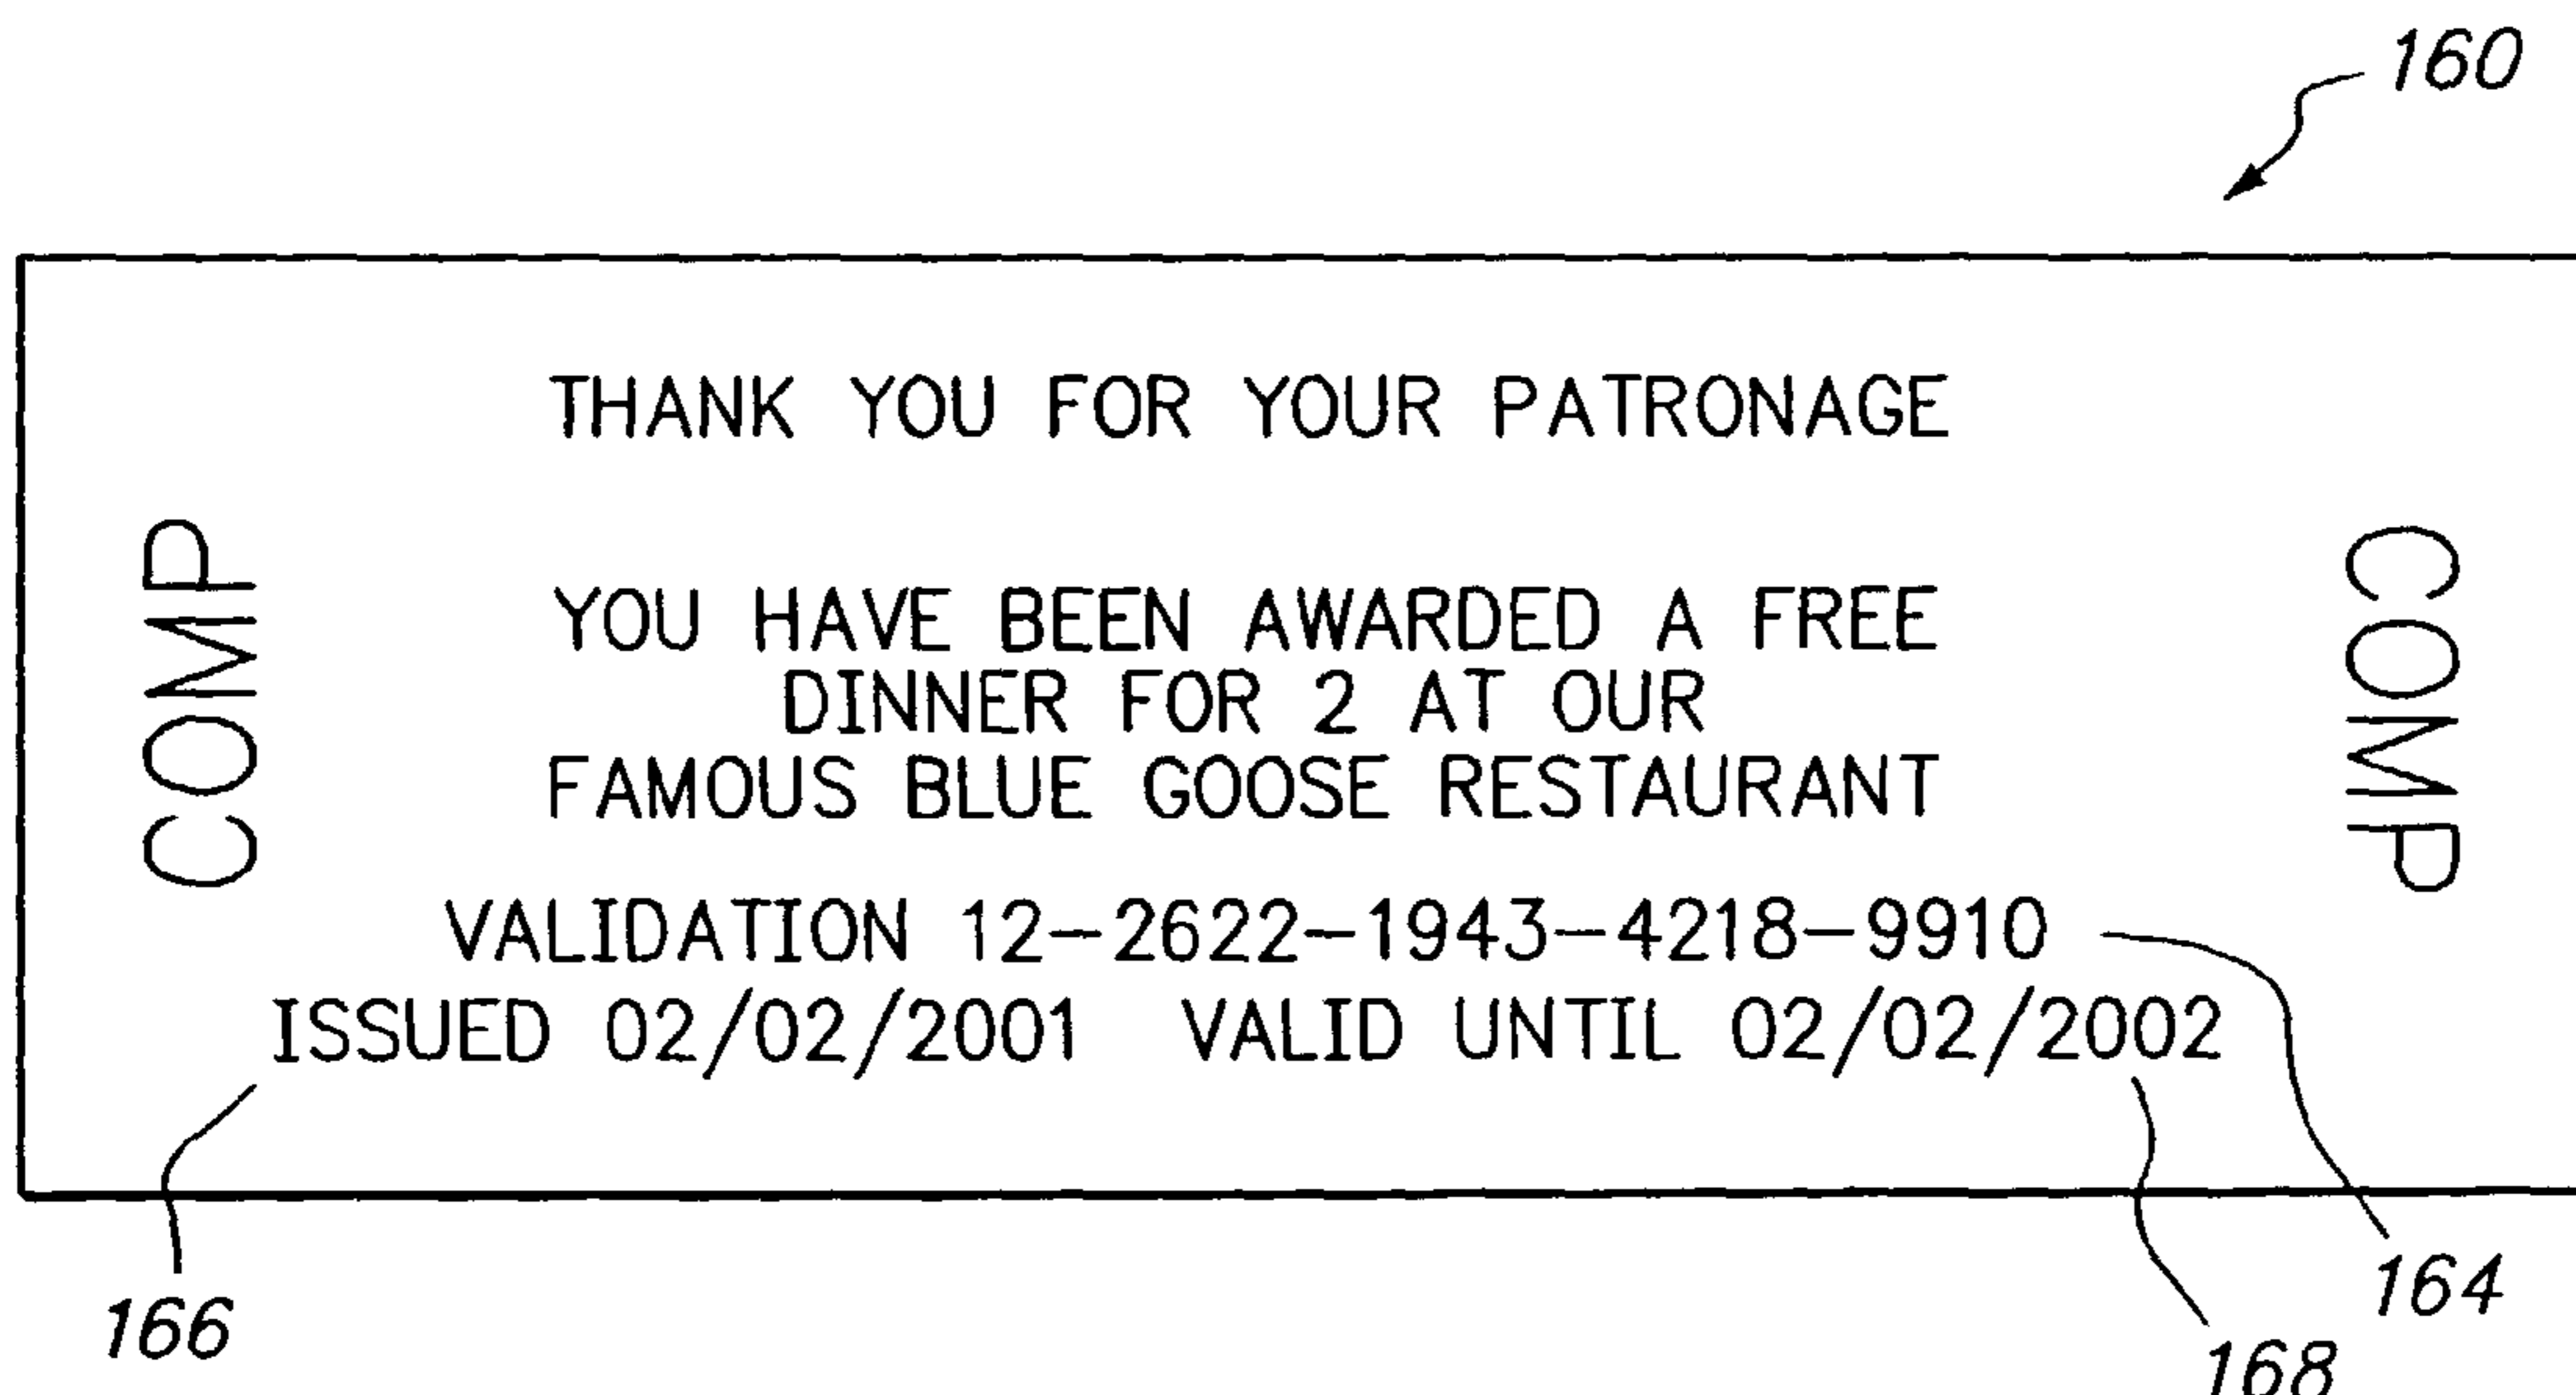 160
THANK YOU FOR YOUR PATRONAGE
COMP
COMP
YOU HAVE BEEN AWARDED A FREE
DINNER FOR 2 AT OUR
FAMOUS BLUE GOOSE RESTAURANT
VALIDATION 12-2622-1943-4218-9910
ISSUED 02/02/2001 VALID UNTIL 02/02/2002
164
166
168